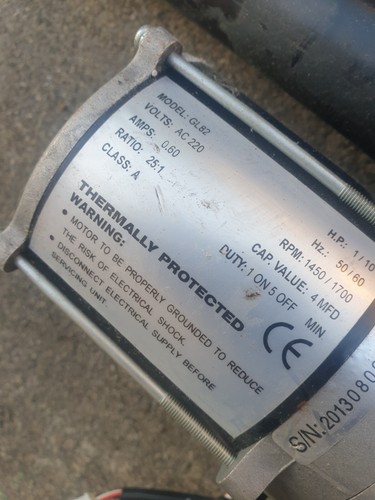 MODEL: GL82
VOLTS: AC 220
AMPS: 0.60
RATIO: 25:1
CLASS: A
H.P.: 1/10
Hz.: 50/60
RPM: 1450/1700
CAP. VALUE: 4 MFD
DUTY: 1 ON 5 OFF MIN
THERMALLY PROTECTED
WARNING:
• MOTOR TO BE PROPERLY GROUNDED TO REDUCE
THE RISK OF ELECTRICAL SHOCK.
• DISCONNECT ELECTRICAL SUPPLY BEFORE
SERVICING UNIT.
CE
S/N: 2013080